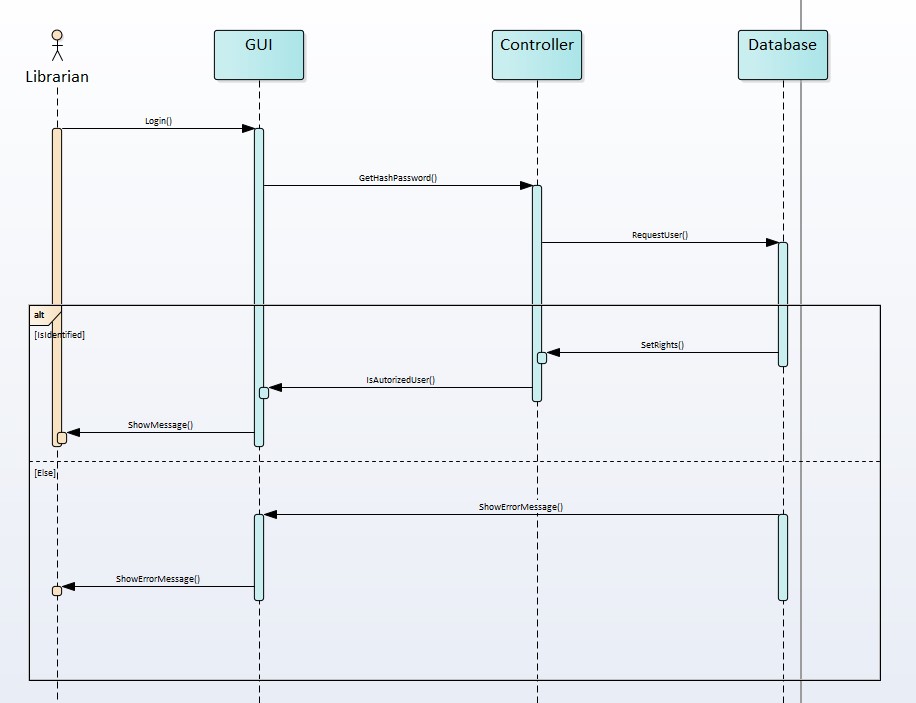 GUI
Controller
Database
Librarian
Login()
GetHashPassword()
RequestUser()
alt
[IsIdentified]
SetRights()
IsAutorizedUser()
ShowMessage()
[Else]
ShowErrorMessage()
ShowErrorMessage()